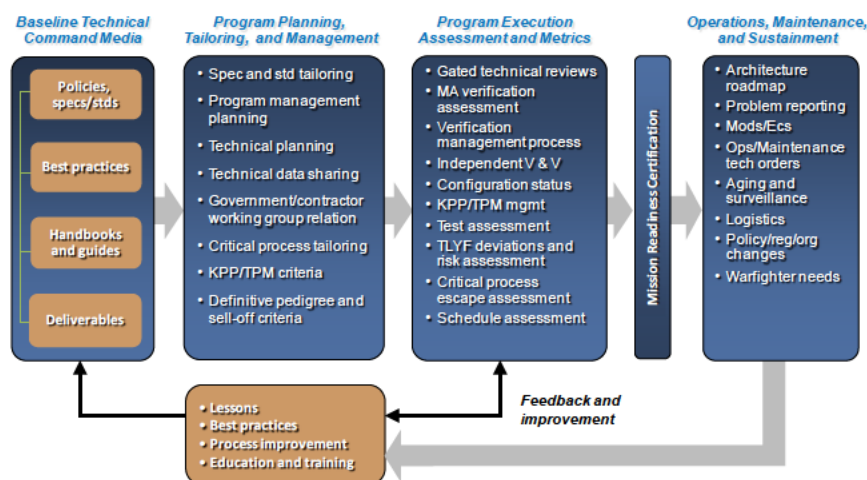 Baseline Technical
Command Media
Policies,
specs/stds
Best practices
Handbooks
and guides
Deliverables
Program Planning,
Tailoring, and Management
• Spec and std tailoring
• Program management
planning
• Technical planning
• Technical data sharing
• Government/contractor
working group relation
• Critical process tailoring
• KPP/TPM criteria
• Definitive pedigree and
sell-off criteria
Program Execution
Assessment and Metrics
• Gated technical reviews
• MA verification
assessment
• Verification
management process
• Independent V & V
• Configuration status
• KPP/TPM mgmt
• Test assessment
• TLYF deviations and
risk assessment
• Critical process
escape assessment
• Schedule assessment
Mission Readiness Certification
Operations, Maintenance,
and Sustainment
• Architecture
roadmap
• Problem reporting
• Mods/Ecs
• Ops/Maintenance
tech orders
• Aging and
surveillance
• Logistics
• Policy/reg/org
changes
• Warfighter needs
• Lessons
• Best practices
• Process improvement
• Education and training
Feedback and
improvement